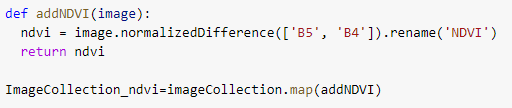 def addNDVI(image):
  ndvi = image.normalizedDifference(['B5', 'B4']).rename('NDVI')
  return ndvi

ImageCollection_ndvi=imageCollection.map(addNDVI)